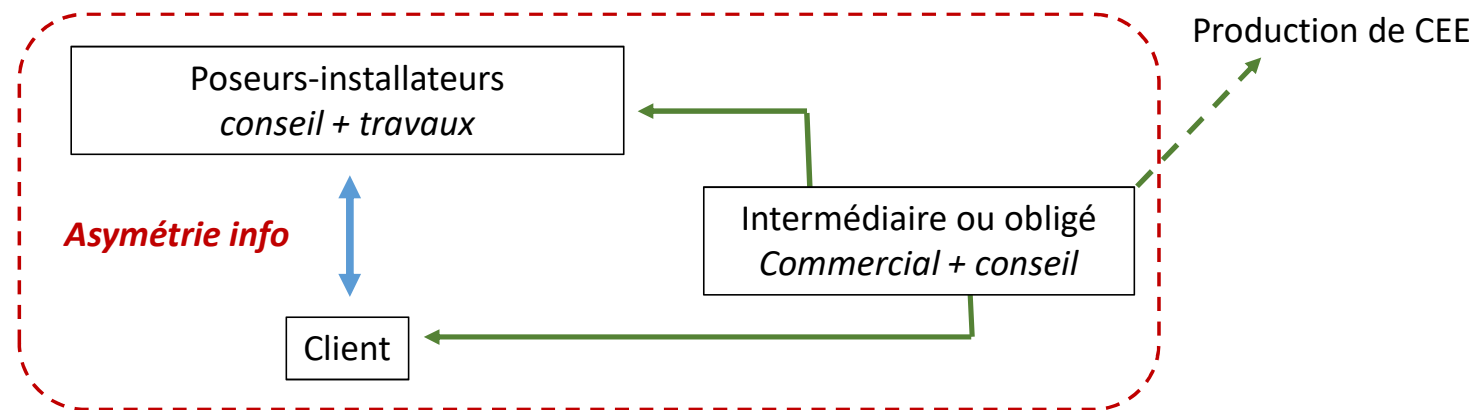 Production de CEE
Poseurs-installateurs
conseil + travaux
Asymétrie info
Intermédiaire ou obligé
Commercial + conseil
Client